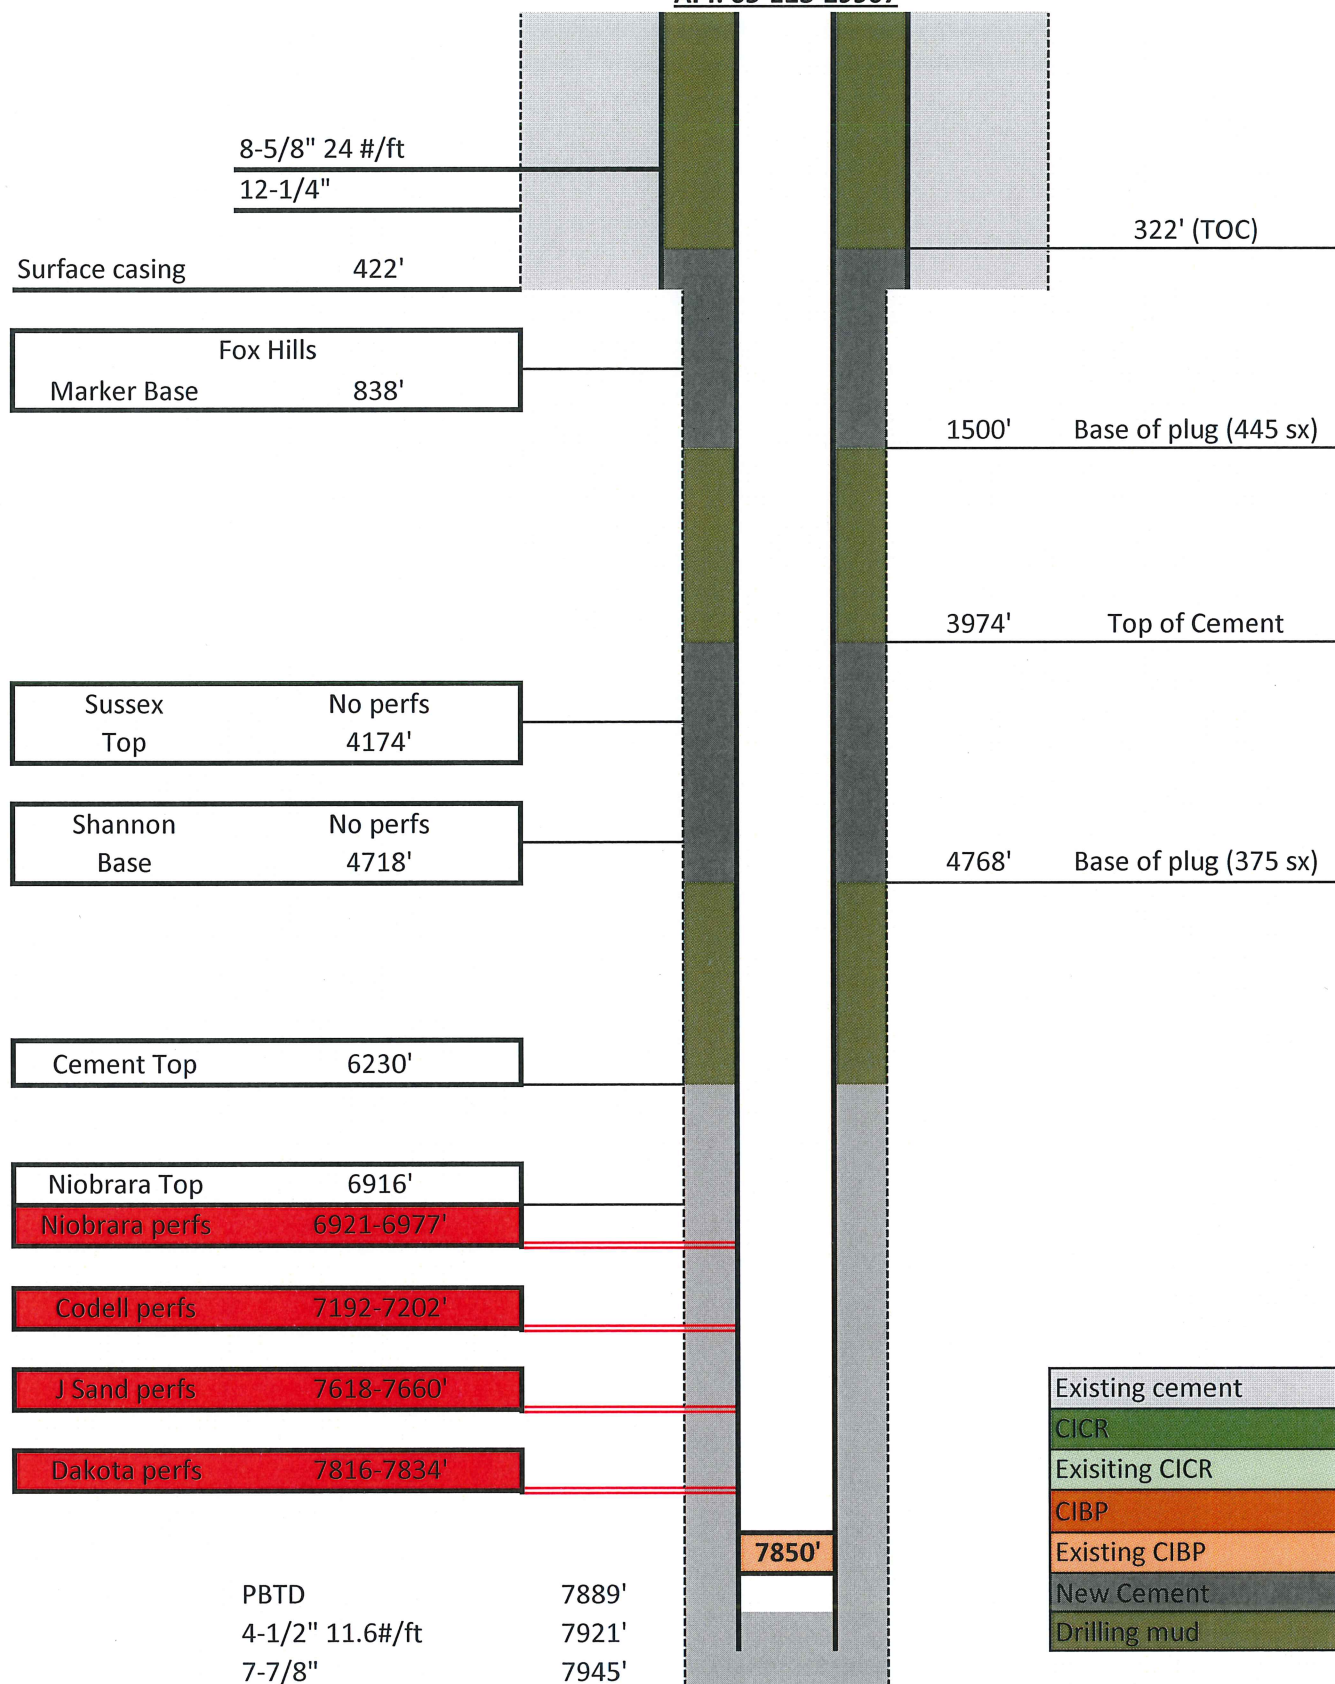 8-5/8" 24 #/ft
12-1/4"
322' (TOC)
Surface casing 422'
Fox Hills
Marker Base 838'
1500' Base of plug (445 sx)
3974' Top of Cement
Sussex No perfs
Top 4174'
Shannon No perfs
Base 4718'
4768' Base of plug (375 sx)
Cement Top 6230'
Niobrara Top 6916'
Niobrara perfs 6921-6977'
Codell perfs 7192-7202'
J Sand perfs 7618-7660'
Dakota perfs 7816-7834'
7850'
PBTD 7889'
4-1/2" 11.6#/ft 7921'
7-7/8" 7945'
Existing cement
CICR
Exisiting CICR
CIBP
Existing CIBP
New Cement
Drilling mud